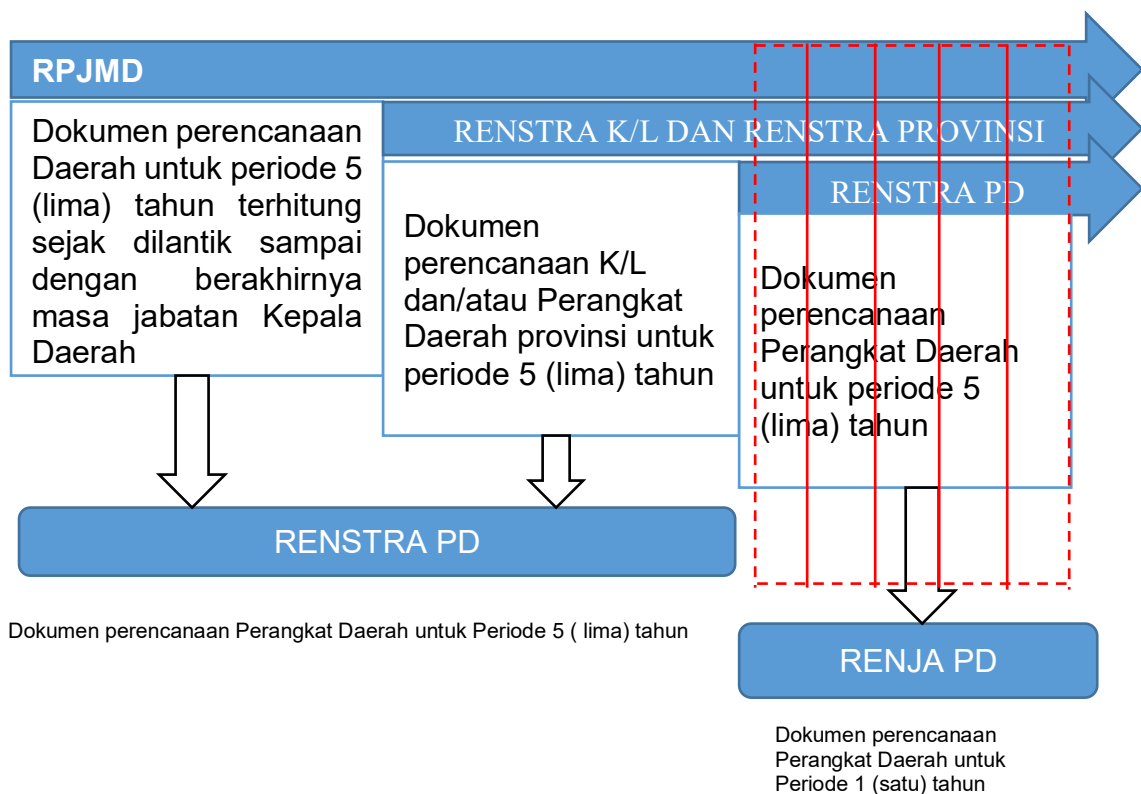 RPJMD
Dokumen perencanaan
Daerah untuk periode 5
(lima) tahun terhitung
sejak dilantik sampai
dengan berakhirnya
masa jabatan Kepala
Daerah
RENSTRA K/L DAN RENSTRA PROVINSI
Dokumen
perencanaan K/L
dan/atau Perangkat
Daerah provinsi untuk
periode 5 (lima) tahun
RENSTRA PD
Dokumen
perencanaan
Perangkat Daerah
untuk periode 5
(lima) tahun
RENSTRA PD
Dokumen perencanaan Perangkat Daerah untuk Periode 5 ( lima) tahun
RENJA PD
Dokumen perencanaan
Perangkat Daerah untuk
Periode 1 (satu) tahun